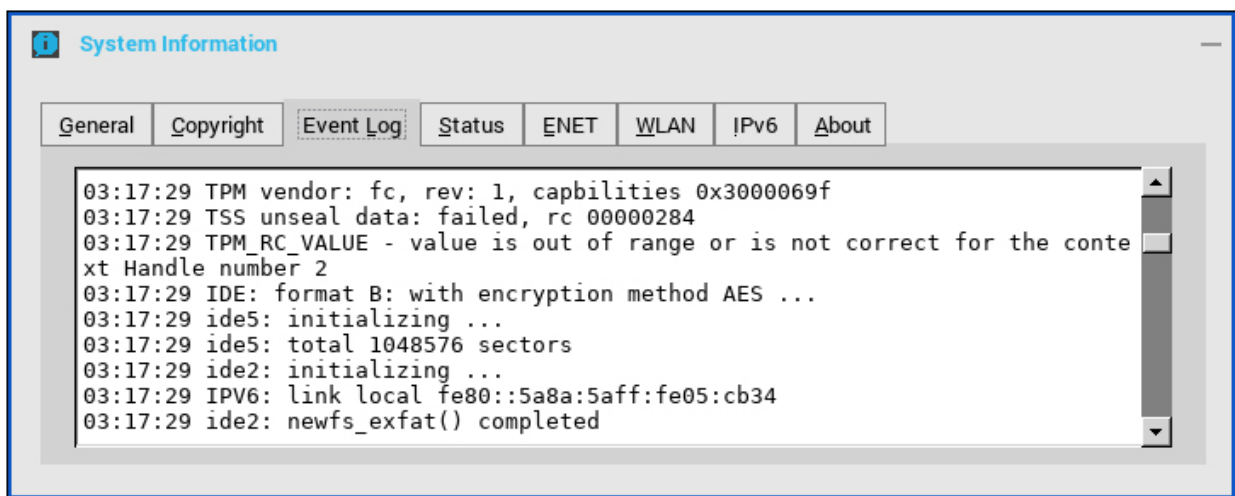 System Information
General Copyright Event Log Status ENET WLAN IPv6 About
03:17:29 TPM vendor: fc, rev: 1, capbilities 0x3000069f
03:17:29 TSS unseal data: failed, rc 00000284
03:17:29 TPM_RC_VALUE - value is out of range or is not correct for the conte
xt Handle number 2
03:17:29 IDE: format B: with encryption method AES ...
03:17:29 ide5: initializing ...
03:17:29 ide5: total 1048576 sectors
03:17:29 ide2: initializing ...
03:17:29 IPV6: link local fe80::5a8a:5aff:fe05:cb34
03:17:29 ide2: newfs_exfat() completed